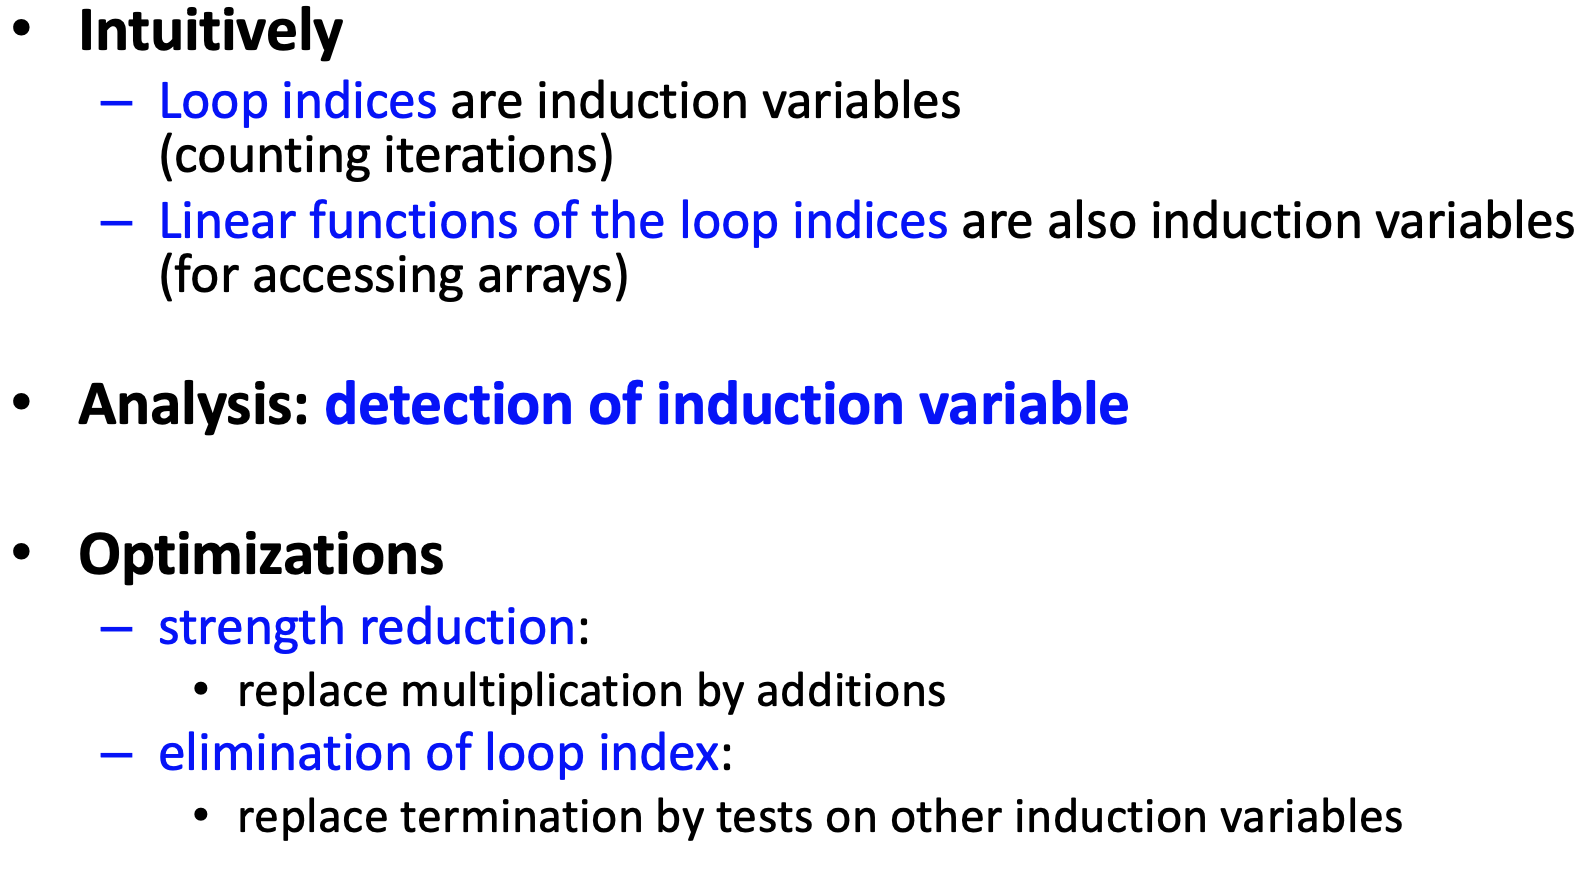 • Intuitively
– Loop indices are induction variables
(counting iterations)
– Linear functions of the loop indices are also induction variables
(for accessing arrays)
• Analysis: detection of induction variable
• Optimizations
– strength reduction:
• replace multiplication by additions
– elimination of loop index:
• replace termination by tests on other induction variables